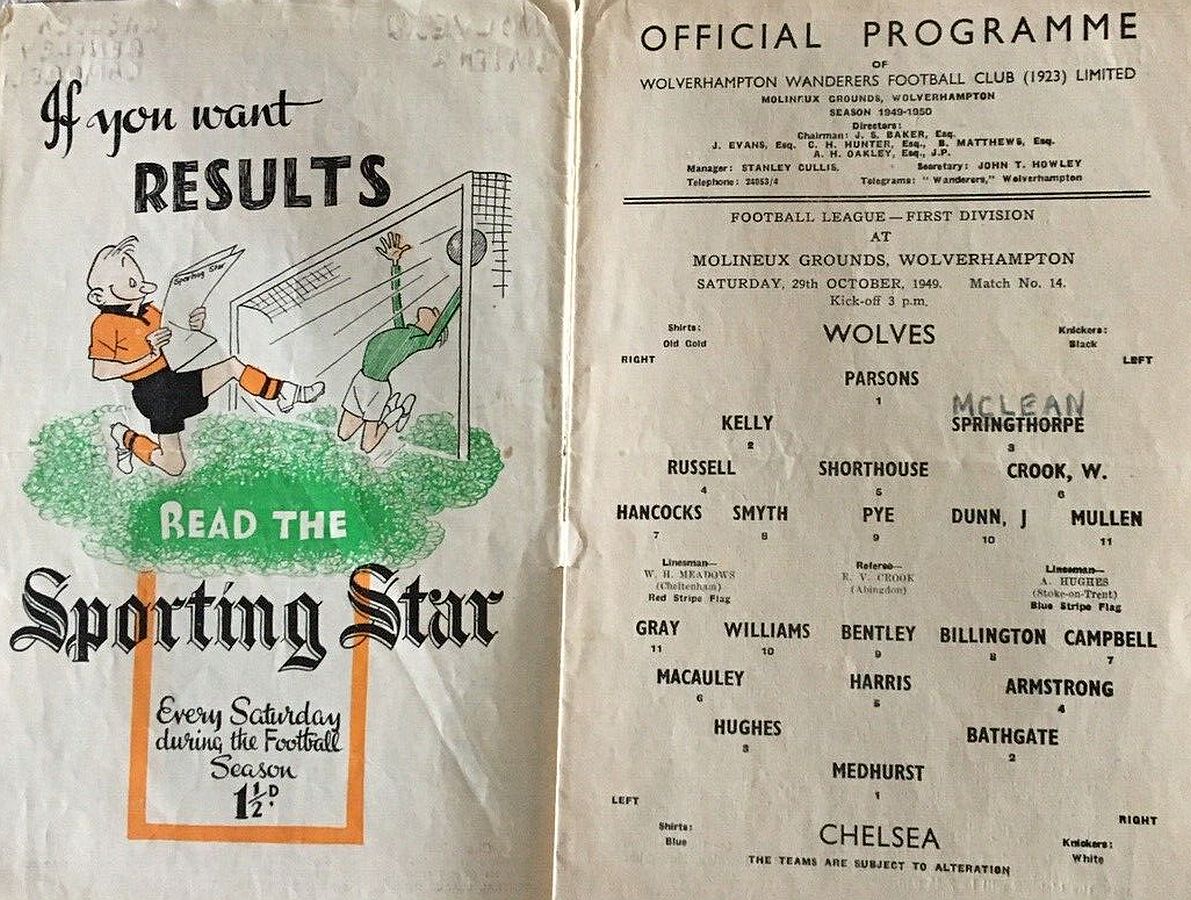 If you want
RESULTS
Sporting Star
READ THE
Sporting Star
Every Saturday
during the Football
Season
1½D.
OFFICIAL PROGRAMME
OF
WOLVERHAMPTON WANDERERS FOOTBALL CLUB (1923) LIMITED
MOLINEUX GROUNDS, WOLVERHAMPTON
SEASON 1949-1950
Directors:
Chairman: J. S. BAKER, Esq.
J. EVANS, Esq. C. H. HUNTER, Esq., B. MATTHEWS, Esq.
A. H. OAKLEY, Esq., J.P.
Manager: STANLEY CULLIS. Secretary: JOHN T. HOWLEY
Telephone: 24053/4 Telegrams: "Wanderers," Wolverhampton
FOOTBALL LEAGUE — FIRST DIVISION
AT
MOLINEUX GROUNDS, WOLVERHAMPTON
SATURDAY, 29th OCTOBER, 1949. Match No. 14.
Kick-off 3 p.m.
Shirts: WOLVES Knickers:
Old Gold Black
RIGHT LEFT
PARSONS
1
MCLEAN
KELLY SPRINGTHORPE
2 3
RUSSELL SHORTHOUSE CROOK, W.
4 5 6
HANCOCKS SMYTH PYE DUNN, J MULLEN
7 8 9 10 11
Linesman— Referee— Linesman—
W. H. MEADOWS R. V. CROOK A. HUGHES
(Cheltenham) (Abingdon) (Stoke-on-Trent)
Red Stripe Flag Blue Stripe Flag
GRAY WILLIAMS BENTLEY BILLINGTON CAMPBELL
11 10 9 8 7
MACAULEY HARRIS ARMSTRONG
6 5 4
HUGHES BATHGATE
3 2
MEDHURST
1
LEFT RIGHT
Shirts: CHELSEA Knickers:
Blue White
THE TEAMS ARE SUBJECT TO ALTERATION